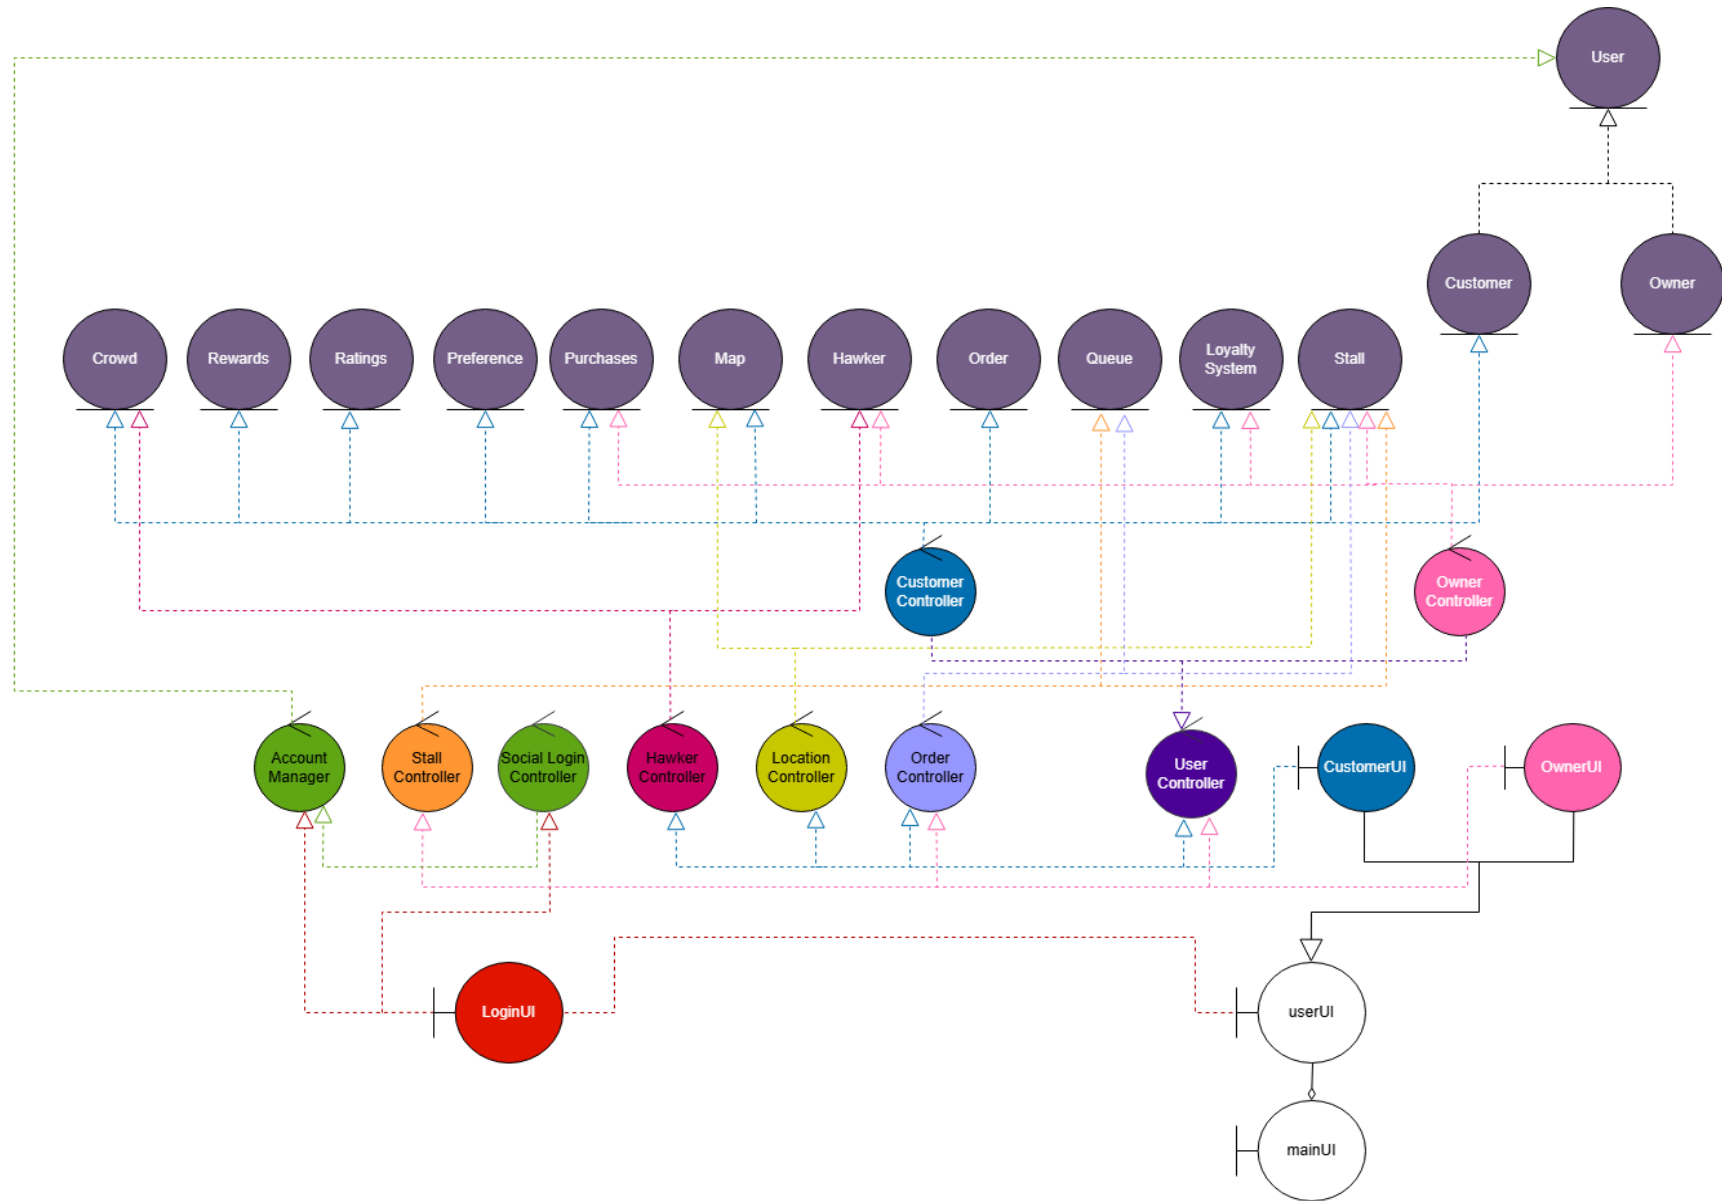 User
Customer
Owner
Crowd
Rewards
Ratings
Preference
Purchases
Map
Hawker
Order
Queue
Loyalty
System
Stall
Customer
Controller
Owner
Controller
Account
Manager
Stall
Controller
Social Login
Controller
Hawker
Controller
Location
Controller
Order
Controller
User
Controller
CustomerUI
OwnerUI
LoginUI
userUI
mainUI